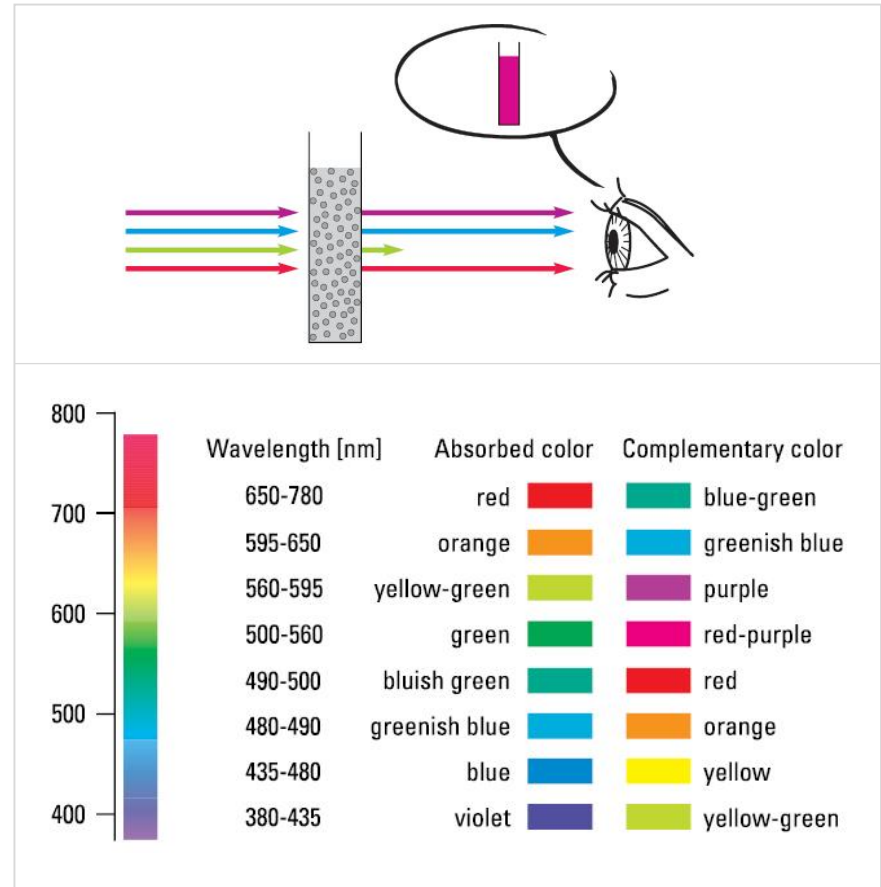 800
700
600
500
400
Wavelength [nm] Absorbed color Complementary color
650-780 red blue-green
595-650 orange greenish blue
560-595 yellow-green purple
500-560 green red-purple
490-500 bluish green red
480-490 greenish blue orange
435-480 blue yellow
380-435 violet yellow-green